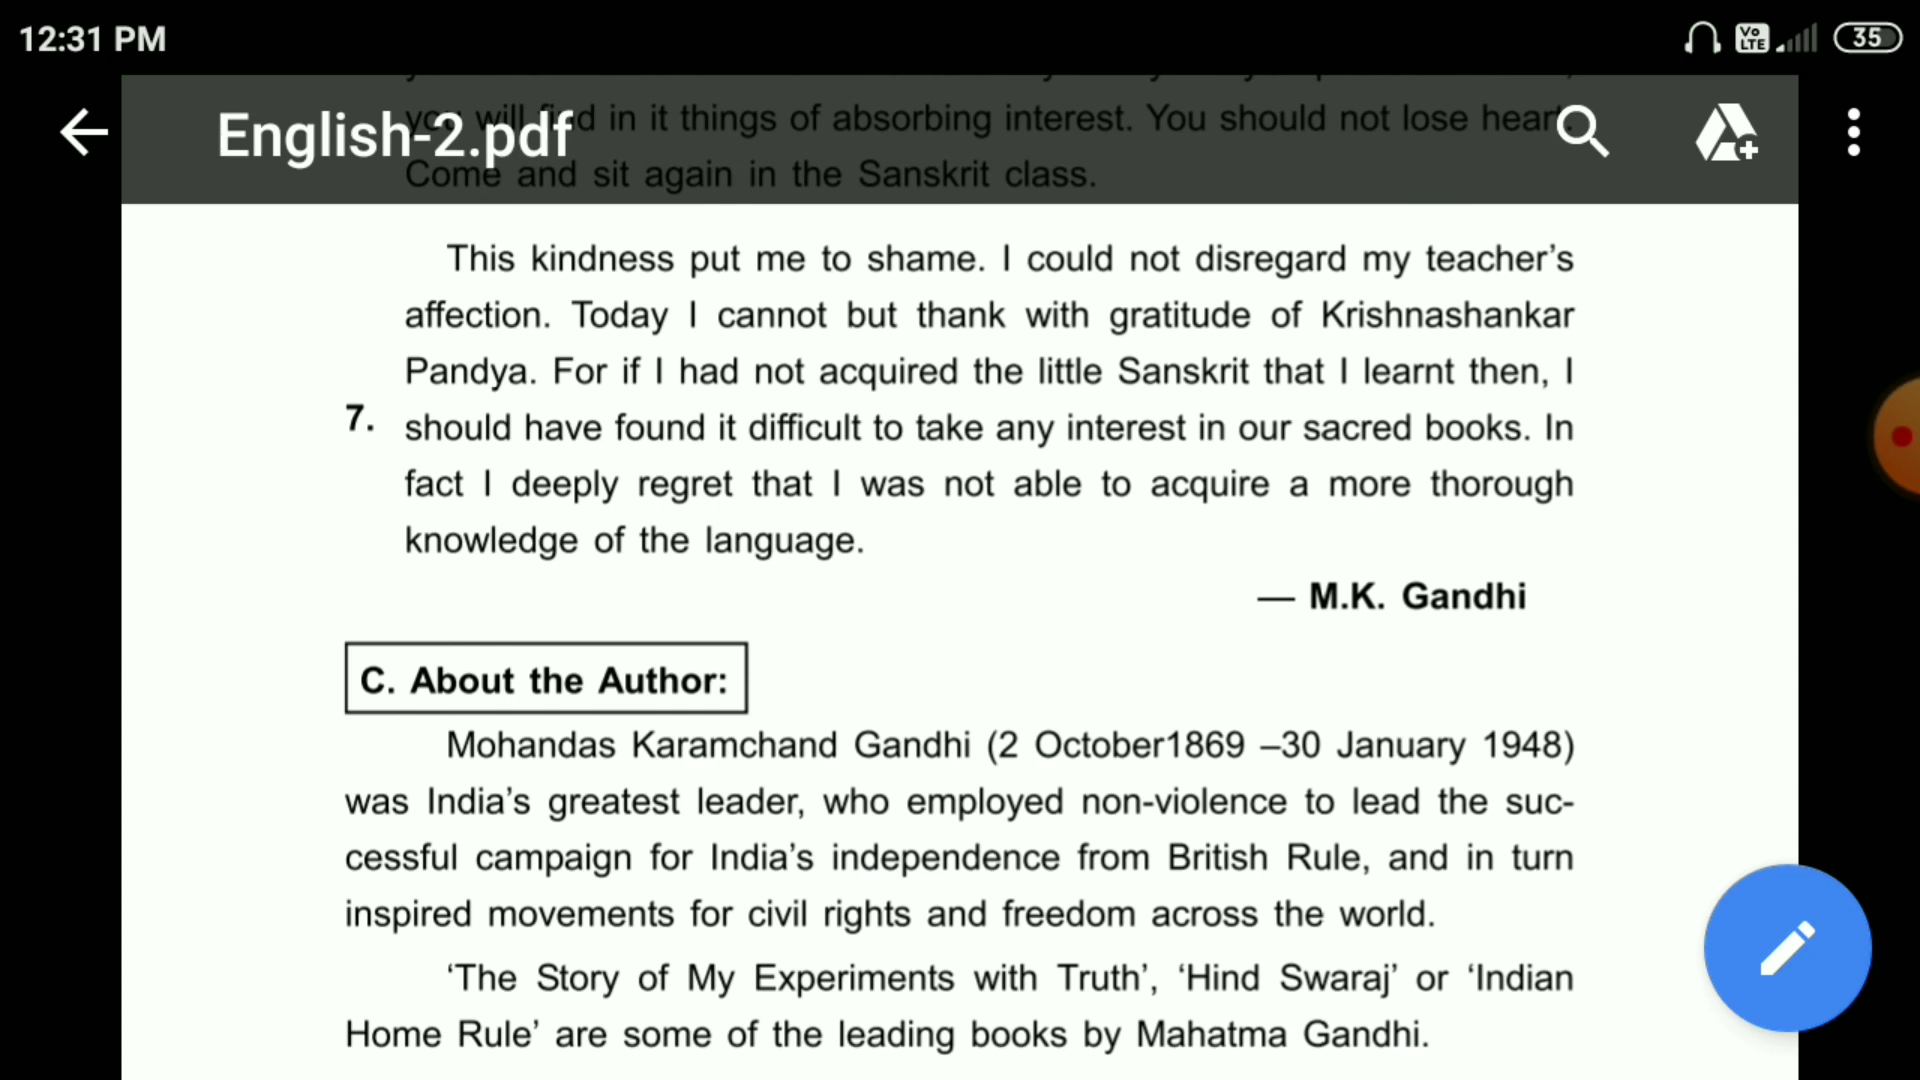 12:31 PM
Vo LTE
35
you will find in it things of absorbing interest. You should not lose heart.
English-2.pdf
Come and sit again in the Sanskrit class.
This kindness put me to shame. I could not disregard my teacher’s
affection. Today I cannot but thank with gratitude of Krishnashankar
Pandya. For if I had not acquired the little Sanskrit that I learnt then, I
7. should have found it difficult to take any interest in our sacred books. In
fact I deeply regret that I was not able to acquire a more thorough
knowledge of the language.
— M.K. Gandhi
C. About the Author:
Mohandas Karamchand Gandhi (2 October1869 –30 January 1948)
was India’s greatest leader, who employed non-violence to lead the suc-
cessful campaign for India’s independence from British Rule, and in turn
inspired movements for civil rights and freedom across the world.
‘The Story of My Experiments with Truth’, ‘Hind Swaraj’ or ‘Indian
Home Rule’ are some of the leading books by Mahatma Gandhi.